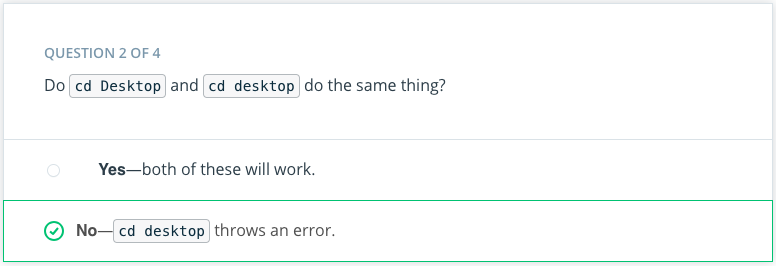 QUESTION 2 OF 4
Do cd Desktop and cd desktop do the same thing?
Yes—both of these will work.
No—cd desktop throws an error.